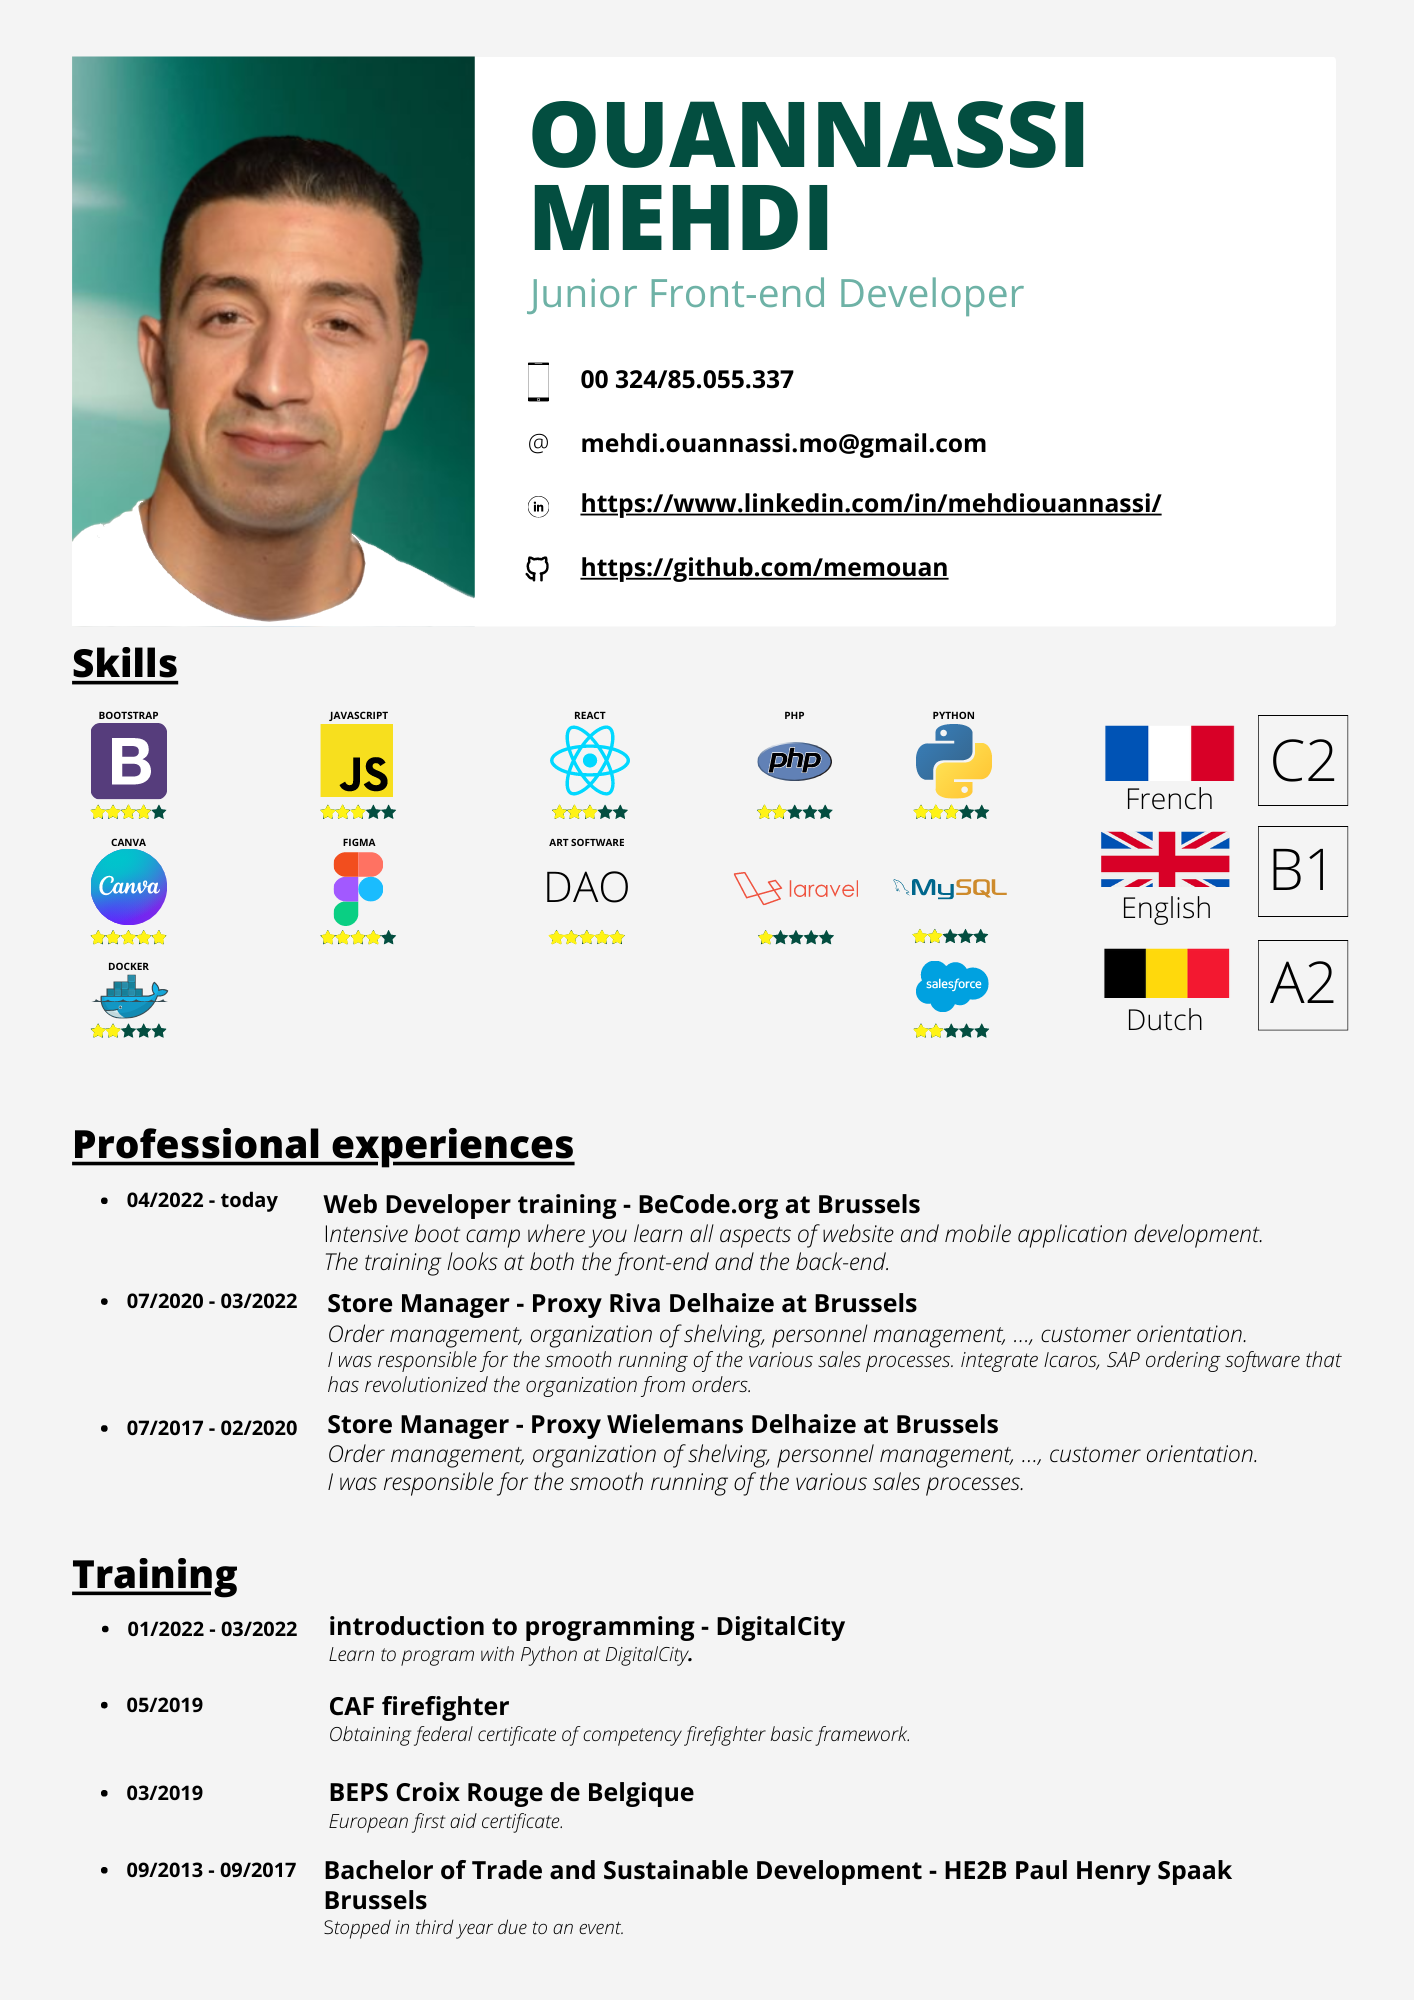 OUANNASSI
MEHDI
Junior Front-end Developer
00 324/85.055.337
@ mehdi.ouannassi.mo@gmail.com
in https://www.linkedin.com/in/mehdiouannassi/
https://github.com/memouan
Skills
BOOTSTRAP JAVASCRIPT REACT PHP PYTHON
B JS php
French C2
CANVA FIGMA ART SOFTWARE
Canva DAO laravel MySQL
English B1
DOCKER
salesforce
Dutch A2
Professional experiences
• 04/2022 - today Web Developer training - BeCode.org at Brussels
Intensive boot camp where you learn all aspects of website and mobile application development.
The training looks at both the front-end and the back-end.
• 07/2020 - 03/2022 Store Manager - Proxy Riva Delhaize at Brussels
Order management, organization of shelving, personnel management, ..., customer orientation.
I was responsible for the smooth running of the various sales processes. integrate Icaros, SAP ordering software that
has revolutionized the organization from orders.
• 07/2017 - 02/2020 Store Manager - Proxy Wielemans Delhaize at Brussels
Order management, organization of shelving, personnel management, ..., customer orientation.
I was responsible for the smooth running of the various sales processes.
Training
• 01/2022 - 03/2022 introduction to programming - DigitalCity
Learn to program with Python at DigitalCity.
• 05/2019 CAF firefighter
Obtaining federal certificate of competency firefighter basic framework.
• 03/2019 BEPS Croix Rouge de Belgique
European first aid certificate.
• 09/2013 - 09/2017 Bachelor of Trade and Sustainable Development - HE2B Paul Henry Spaak
Brussels
Stopped in third year due to an event.